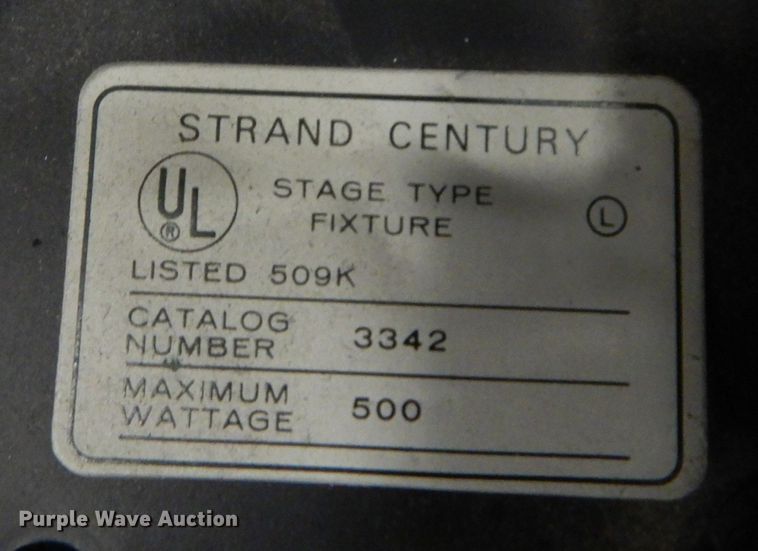 STRAND CENTURY
UL
®
STAGE TYPE
FIXTURE
L
LISTED 509K
CATALOG
NUMBER 3342
MAXIMUM
WATTAGE 500
Purple Wave Auction